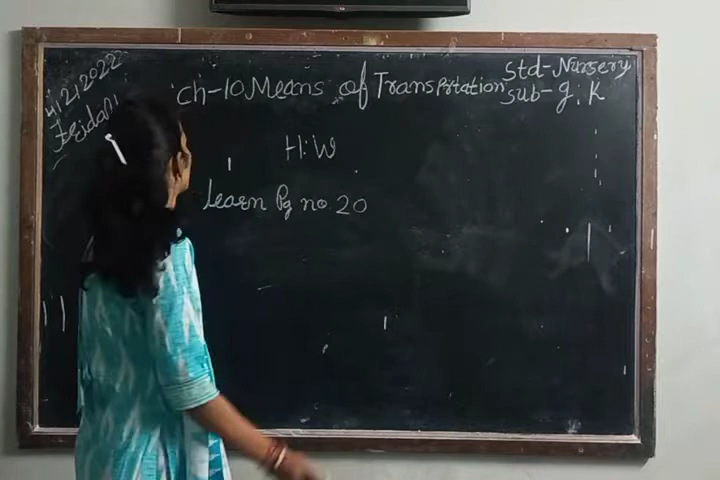 4/2/2022
Friday
Ch-10 Means of Transportation
Std-Nursery
Sub-G.K
H.W
Learn Pg no. 20